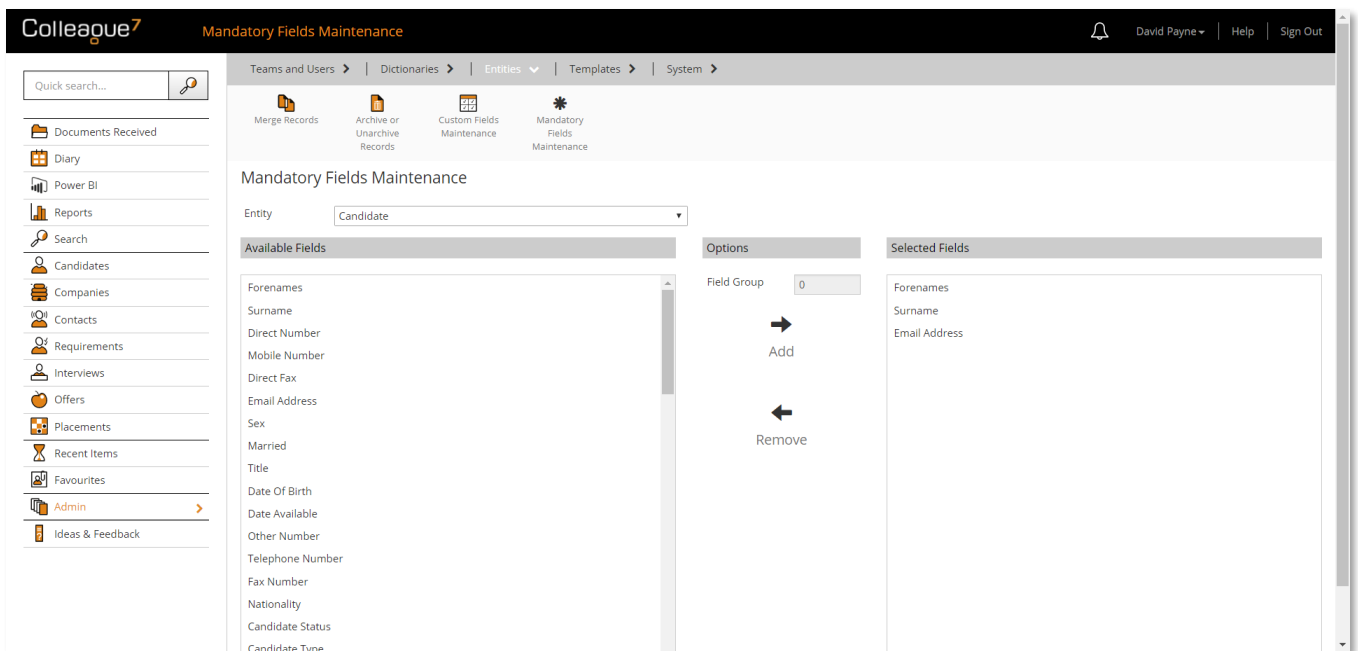 Colleague7
Mandatory Fields Maintenance
David Payne
Help
Sign Out
Quick search...
Documents Received
Diary
Power BI
Reports
Search
Candidates
Companies
Contacts
Requirements
Interviews
Offers
Placements
Recent Items
Favourites
Admin
Ideas & Feedback
Teams and Users
Dictionaries
Entities
Templates
System
Merge Records
Archive or
Unarchive
Records
Custom Fields
Maintenance
Mandatory
Fields
Maintenance
Mandatory Fields Maintenance
Entity
Candidate
Available Fields
Forenames
Surname
Direct Number
Mobile Number
Direct Fax
Email Address
Sex
Married
Title
Date Of Birth
Date Available
Other Number
Telephone Number
Fax Number
Nationality
Candidate Status
Candidate Type
Options
Field Group
0
Add
Remove
Selected Fields
Forenames
Surname
Email Address